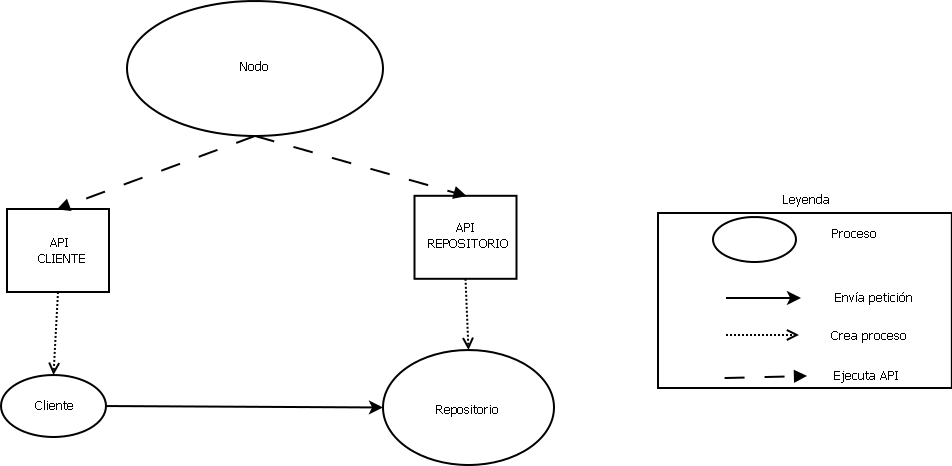 Nodo
API
CLIENTE
API
REPOSITORIO
Cliente
Repositorio
Leyenda
Proceso
Envía petición
Crea proceso
Ejecuta API